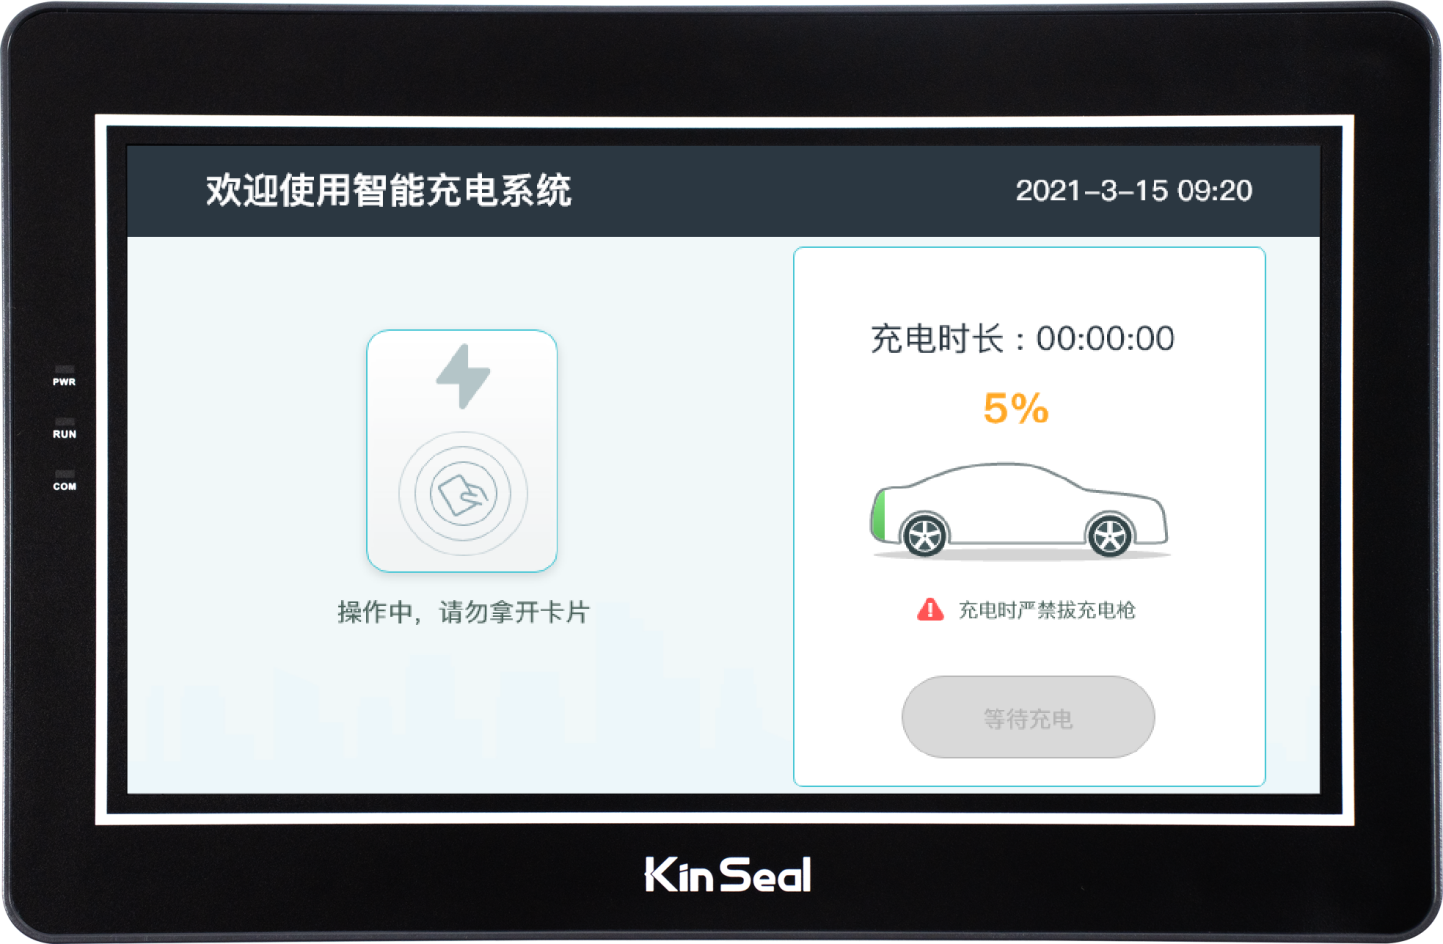 欢迎使用智能充电系统
2021-3-15 09:20
充电时长：00:00:00
5%
操作中，请勿拿开卡片
充电时严禁拔充电枪
等待充电
PWR
RUN
COM
KinSeal